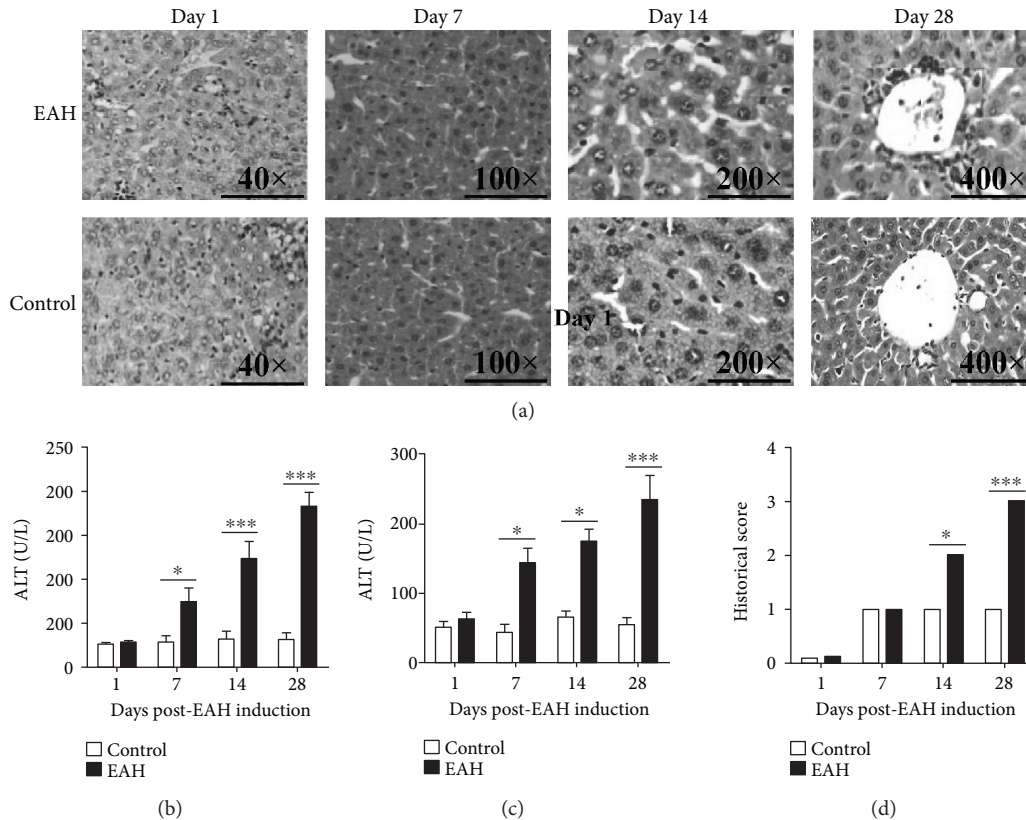 Day 1 Day 7 Day 14 Day 28
EAH
40× 100× 200× 400×
Control
Day 1
40× 100× 200× 400×
(a)
250
200
200
200
200
0
ALT (U/L)
* *** ***
1 7 14 28
Days post-EAH induction
Control
EAH
(b)
300
200
100
50
0
ALT (U/L)
* * ***
1 7 14 28
Days post-EAH induction
Control
EAH
(c)
4
3
2
1
0
Historical score
* ***
1 7 14 28
Days post-EAH induction
Control
EAH
(d)